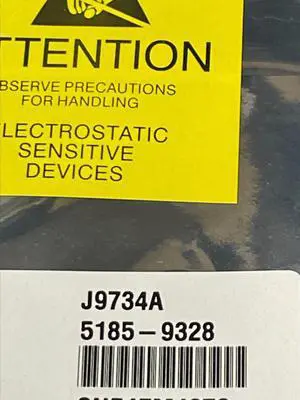 TTENTION
BSERVE PRECAUTIONS
FOR HANDLING
LECTROSTATIC
SENSITIVE
DEVICES
J9734A
5185-9328